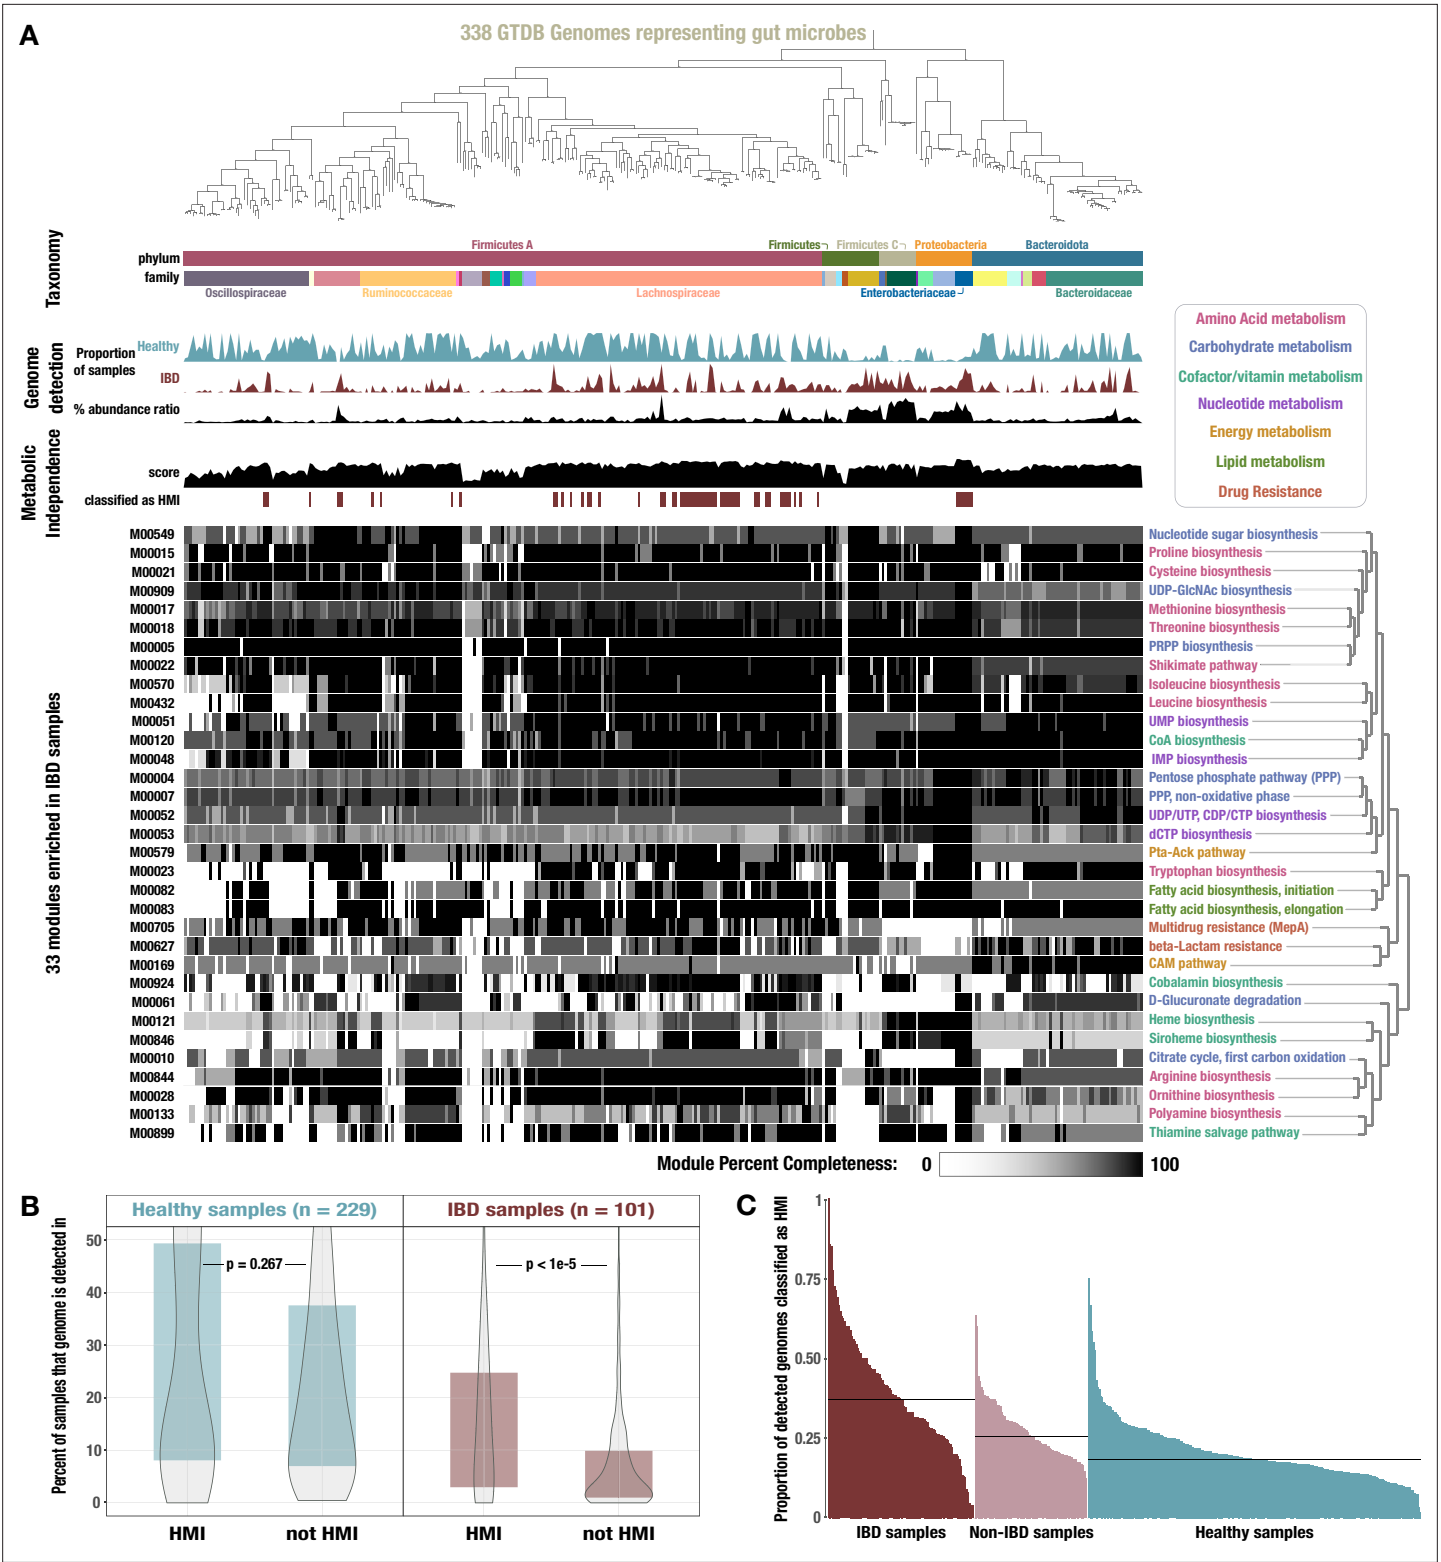 A
338 GTDB Genomes representing gut microbes
Taxonomy
Firmicutes A
Firmicutes
Firmicutes C
Proteobacteria
Bacteroidota
phylum
family
Oscillospiraceae
Ruminococcaceae
Lachnospiraceae
Enterobacteriaceae
Bacteroidaceae
Genome detection
Proportion of samples
Healthy
IBD
% abundance ratio
Metabolic Independence
score
classified as HMI
Amino Acid metabolism
Carbohydrate metabolism
Cofactor/vitamin metabolism
Nucleotide metabolism
Energy metabolism
Lipid metabolism
Drug Resistance
33 modules enriched in IBD samples
M00549 Nucleotide sugar biosynthesis
M00015 Proline biosynthesis
M00021 Cysteine biosynthesis
M00909 UDP-GlcNAc biosynthesis
M00017 Methionine biosynthesis
M00018 Threonine biosynthesis
M00005 PRPP biosynthesis
M00022 Shikimate pathway
M00570 Isoleucine biosynthesis
M00432 Leucine biosynthesis
M00051 UMP biosynthesis
M00120 CoA biosynthesis
M00048 IMP biosynthesis
M00004 Pentose phosphate pathway (PPP)
M00007 PPP, non-oxidative phase
M00052 UDP/UTP, CDP/CTP biosynthesis
M00053 dCTP biosynthesis
M00579 Pta-Ack pathway
M00023 Tryptophan biosynthesis
M00082 Fatty acid biosynthesis, initiation
M00083 Fatty acid biosynthesis, elongation
M00705 Multidrug resistance (MepA)
M00627 beta-Lactam resistance
M00169 CAM pathway
M00924 Cobalamin biosynthesis
M00061 D-Glucuronate degradation
M00121 Heme biosynthesis
M00846 Siroheme biosynthesis
M00010 Citrate cycle, first carbon oxidation
M00844 Arginine biosynthesis
M00028 Ornithine biosynthesis
M00133 Polyamine biosynthesis
M00899 Thiamine salvage pathway
Module Percent Completeness: 0 100
B
Percent of samples that genome is detected in
Healthy samples (n = 229)
IBD samples (n = 101)
50
40
30
20
10
0
p = 0.267
p < 1e-5
HMI
not HMI
HMI
not HMI
C
Proportion of detected genomes classified as HMI
1
0.75
0.50
0.25
0
IBD samples
Non-IBD samples
Healthy samples